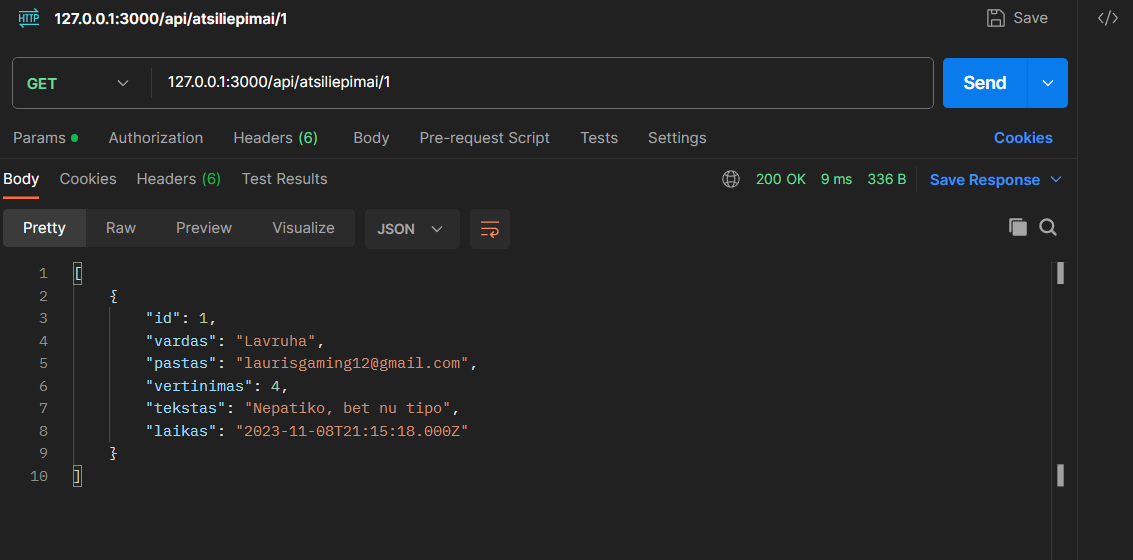 HTTP 127.0.0.1:3000/api/atsiliepimai/1 Save </>
GET 127.0.0.1:3000/api/atsiliepimai/1 Send
Params Authorization Headers (6) Body Pre-request Script Tests Settings Cookies
Body Cookies Headers (6) Test Results 200 OK 9 ms 336 B Save Response
Pretty Raw Preview Visualize JSON
1 [
2 {
3 "id": 1,
4 "vardas": "Lavruha",
5 "pastas": "laurisgaming12@gmail.com",
6 "vertinimas": 4,
7 "tekstas": "Nepatiko, bet nu tipo",
8 "laikas": "2023-11-08T21:15:18.000Z"
9 }
10 ]